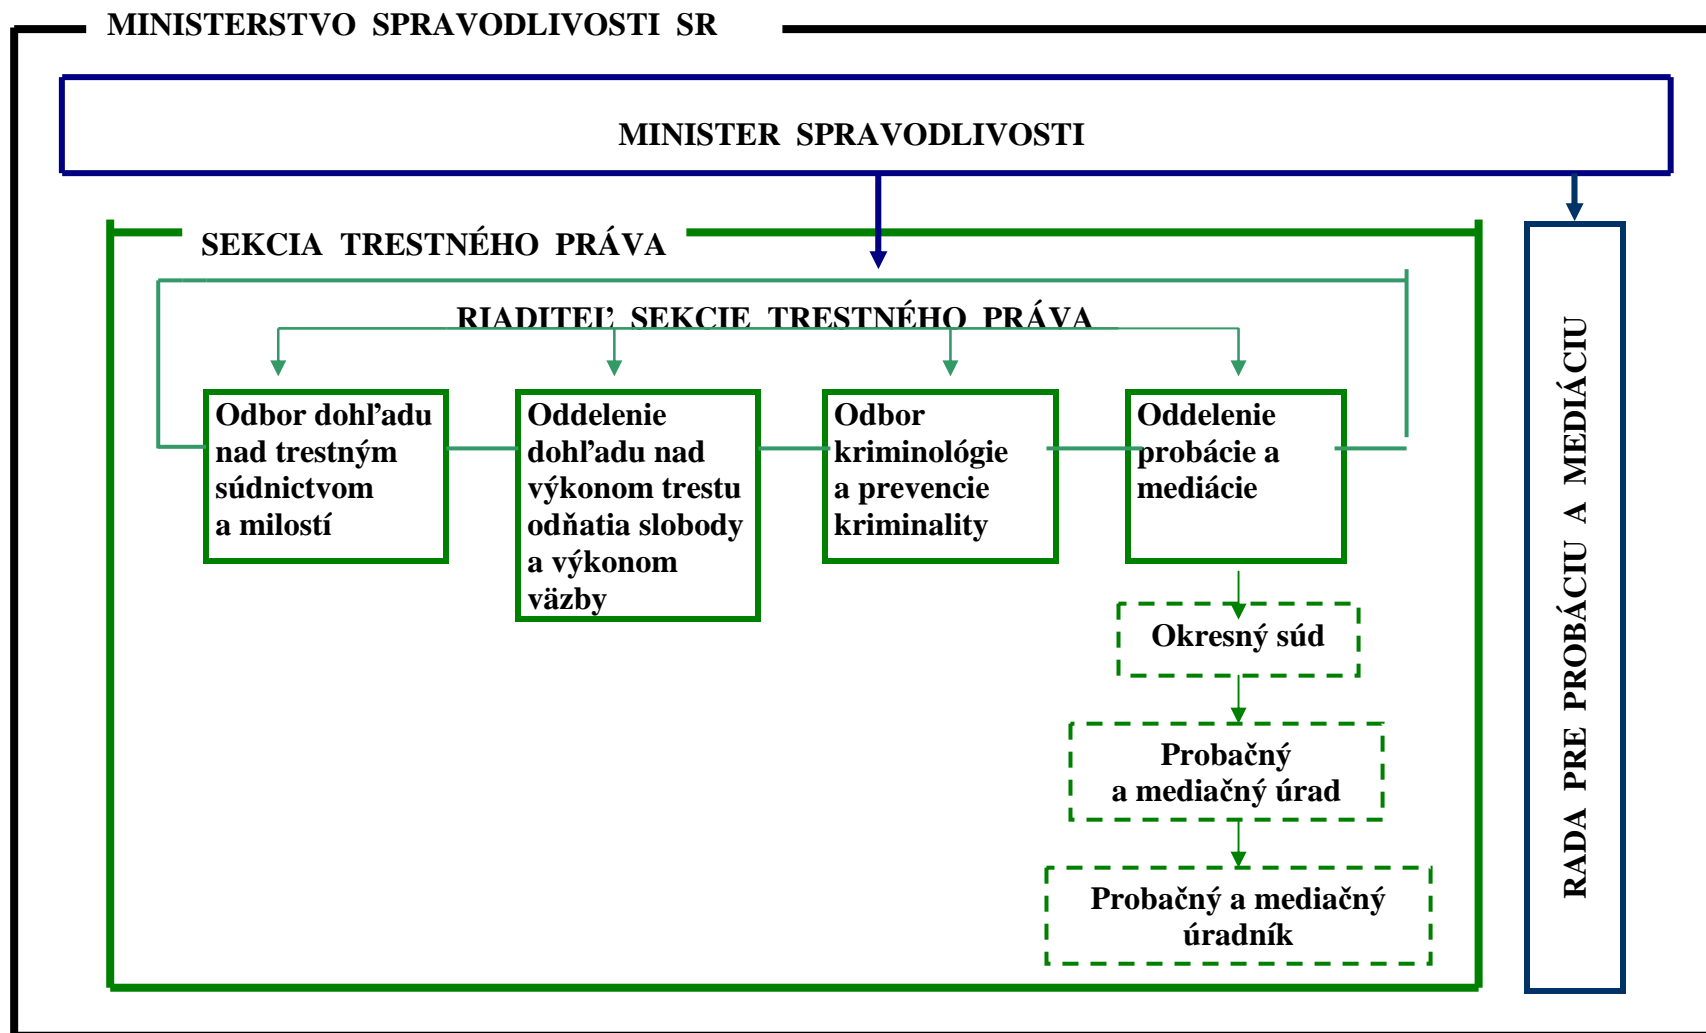 MINISTERSTVO SPRAVODLIVOSTI SR
MINISTER SPRAVODLIVOSTI
SEKCIA TRESTNÉHO PRÁVA
RIADITEĽ SEKCIE TRESTNÉHO PRÁVA
Odbor dohľadu
nad trestným
súdnictvom
a milostí
Oddelenie
dohľadu nad
výkonom trestu
odňatia slobody
a výkonom
väzby
Odbor
kriminológie
a prevencie
kriminality
Oddelenie
probácie a
mediácie
Okresný súd
Probačný
a mediačný úrad
Probačný a mediačný
úradník
RADA PRE PROBÁCIU A MEDIÁCIU